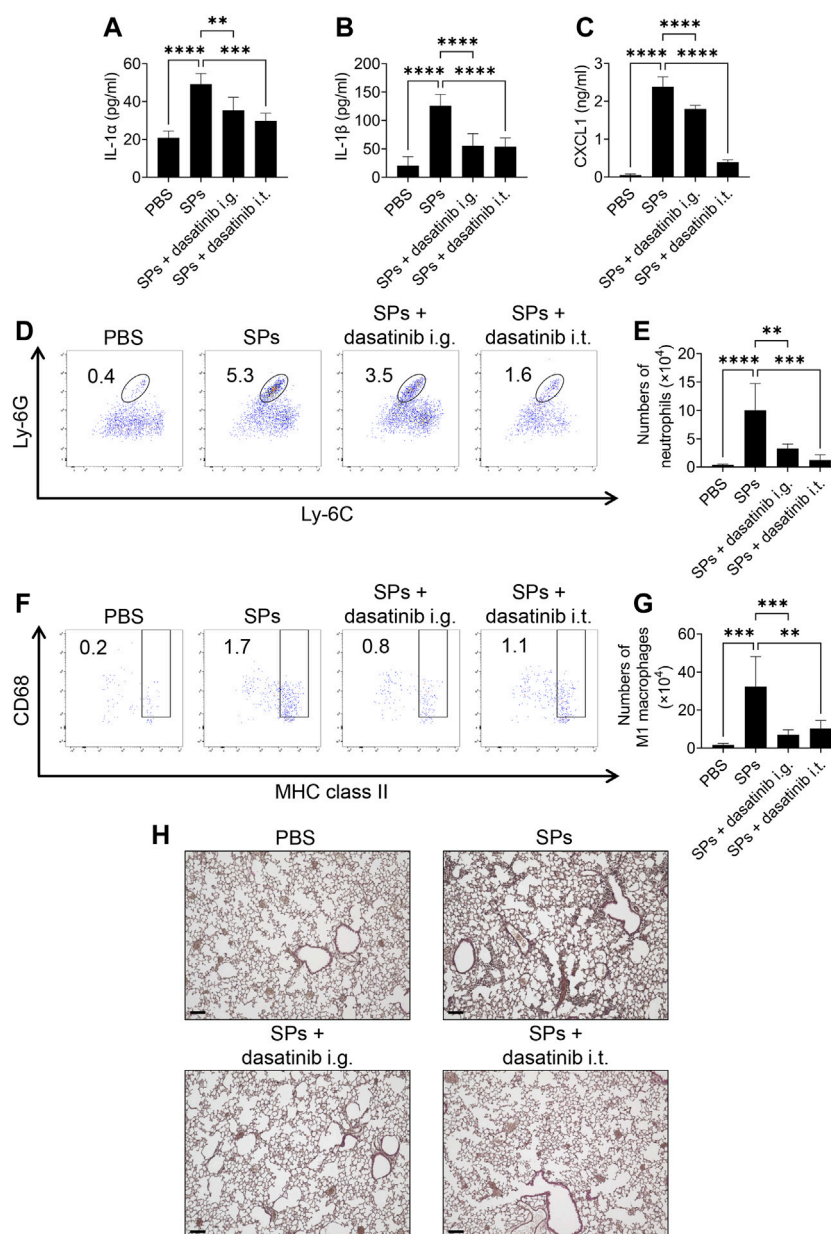 A
**
****
***
IL-1α (pg/ml)
60
40
20
0
PBS
SPs
SPs + dasatinib i.g.
SPs + dasatinib i.t.
B
****
****
****
IL-1β (pg/ml)
150
100
50
0
PBS
SPs
SPs + dasatinib i.g.
SPs + dasatinib i.t.
C
****
****
****
CXCL1 (ng/ml)
3
2
1
0
PBS
SPs
SPs + dasatinib i.g.
SPs + dasatinib i.t.
D
PBS
SPs
SPs +
dasatinib i.g.
SPs +
dasatinib i.t.
0.4
5.3
3.5
1.6
Ly-6G
Ly-6C
E
**
****
***
Numbers of
neutrophils (×10⁴)
20
15
10
5
0
PBS
SPs
SPs + dasatinib i.g.
SPs + dasatinib i.t.
F
PBS
SPs
SPs +
dasatinib i.g.
SPs +
dasatinib i.t.
0.2
1.7
0.8
1.1
CD68
MHC class II
G
***
***
**
Numbers of
M1 macrophages
(×10⁴)
60
40
20
0
PBS
SPs
SPs + dasatinib i.g.
SPs + dasatinib i.t.
H
PBS
SPs
SPs +
dasatinib i.g.
SPs +
dasatinib i.t.